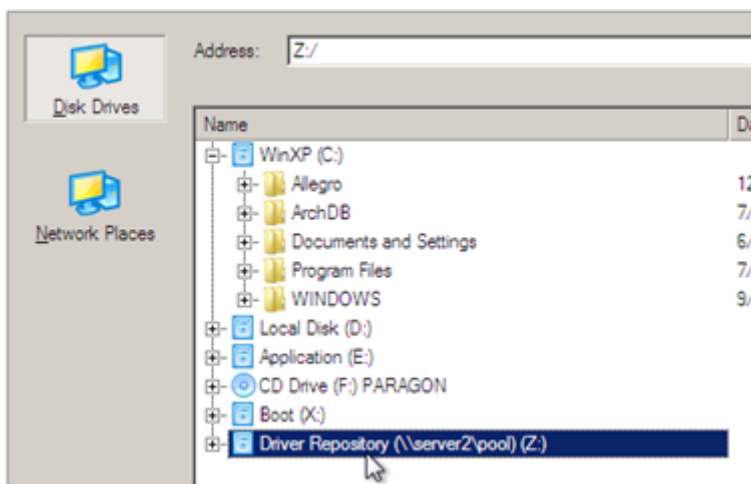 Address: Z:/
Disk Drives
Network Places
Name
WinXP (C:)
Allegro
ArchDB
Documents and Settings
Program Files
WINDOWS
Local Disk (D:)
Application (E:)
CD Drive (F:) PARAGON
Boot (X:)
Driver Repository (\\server2\pool) (Z:)